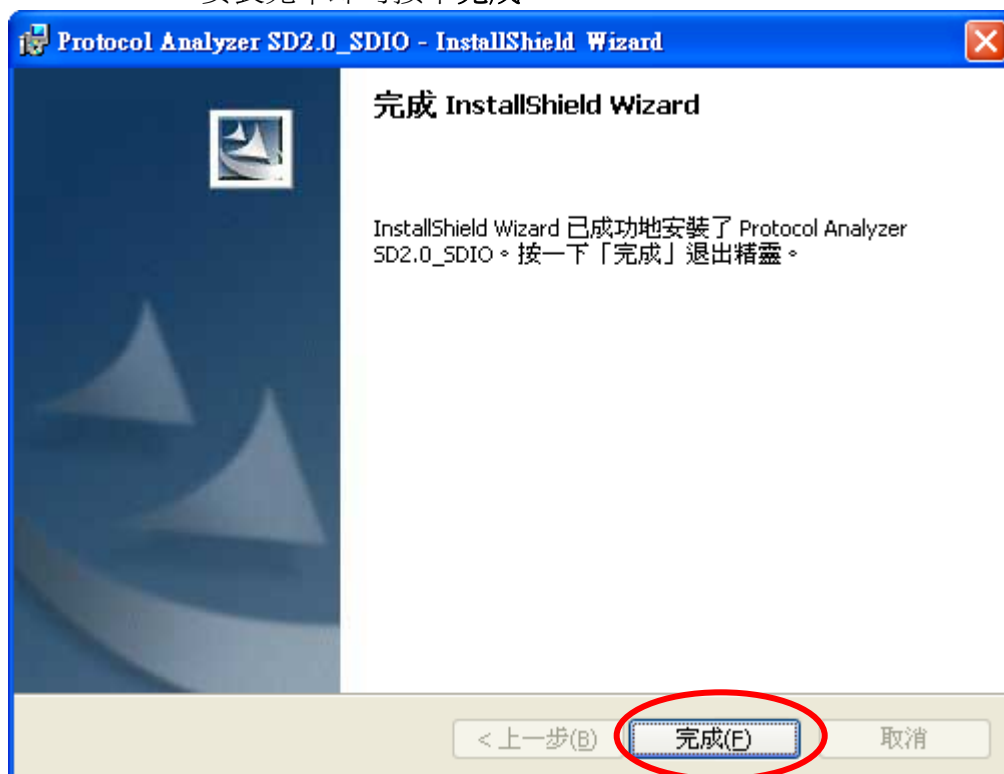 Protocol Analyzer SD2.0_SDIO - InstallShield Wizard
完成 InstallShield Wizard
InstallShield Wizard 已成功地安裝了 Protocol Analyzer
SD2.0_SDIO。按一下「完成」退出精靈。
<上一步(B) 完成(F) 取消